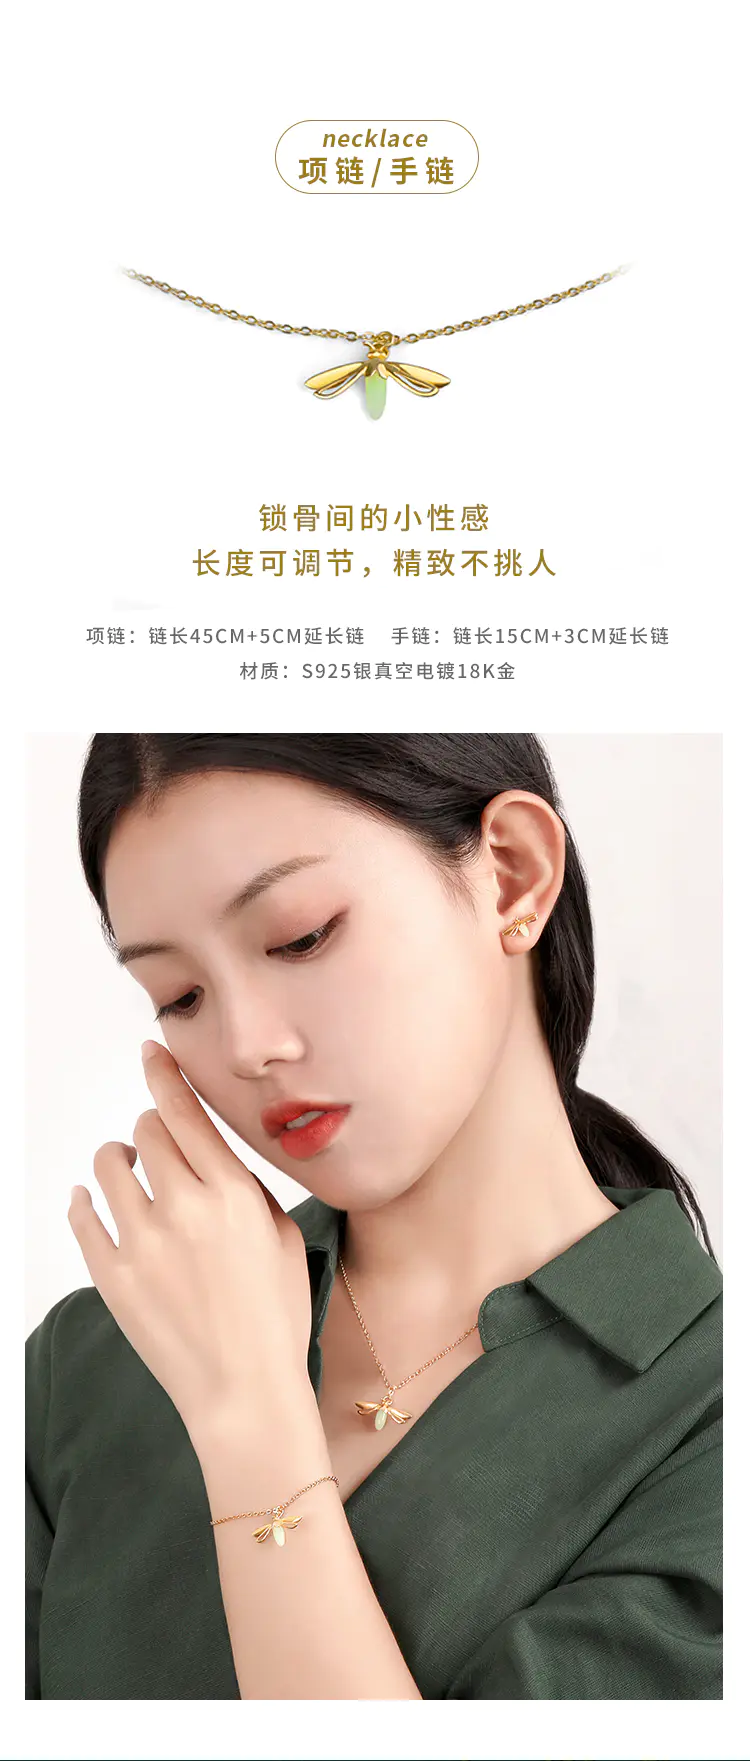 necklace
项链/手链
锁骨间的小性感
长度可调节，精致不挑人
项链：链长45CM+5CM延长链 手链：链长15CM+3CM延长链
材质：S925银真空电镀18K金